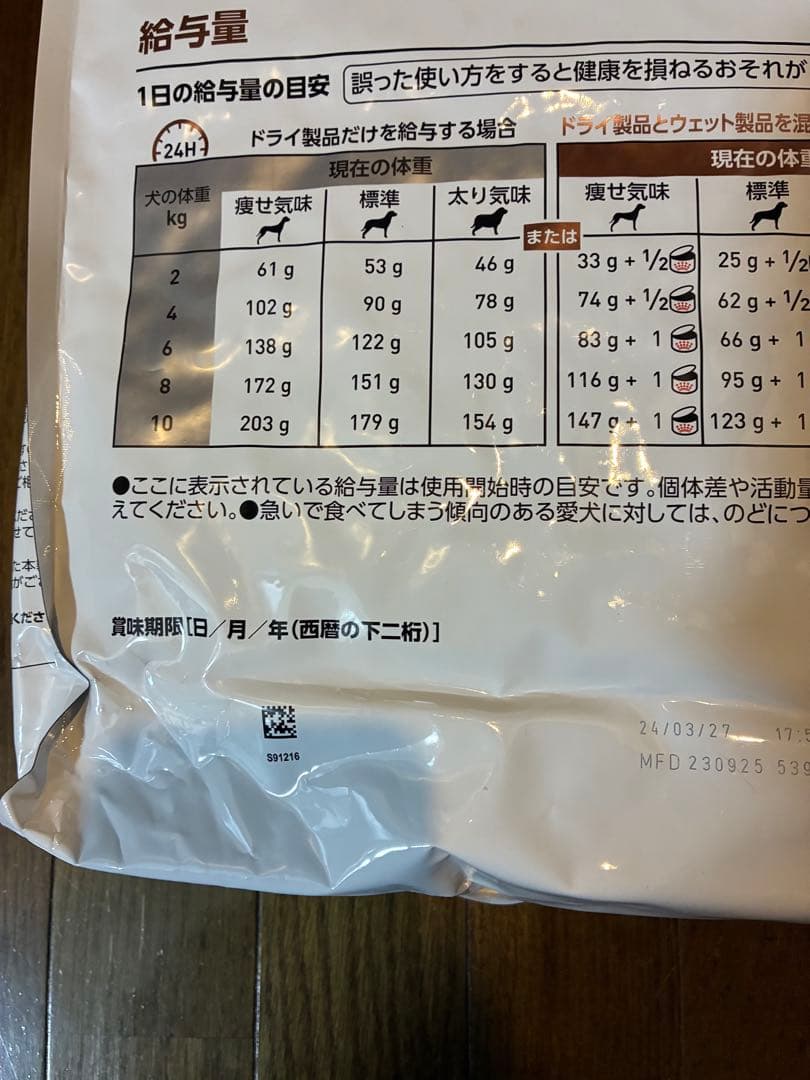 給与量
1日の給与量の目安 誤った使い方をすると健康を損ねるおそれが
24H ドライ製品だけを給与する場合 ドライ製品とウェット製品を混
現在の体重 現在の体重
犬の体重 kg 痩せ気味 標準 太り気味 または 痩せ気味 標準
2 61 g 53 g 46 g 33 g + 1/2 25 g + 1/2
4 102 g 90 g 78 g 74 g + 1/2 62 g + 1/2
6 138 g 122 g 105 g 83 g + 1 66 g + 1
8 172 g 151 g 130 g 116 g + 1 95 g + 1
10 203 g 179 g 154 g 147 g + 1 123 g + 1
●ここに表示されている給与量は使用開始時の目安です。個体差や活動量
えてください。●急いで食べてしまう傾向のある愛犬に対しては、のどにつ
賞味期限[日/月/年(西暦の下二桁)]
S91216
24/03/27 17:5
MFD 230925 539